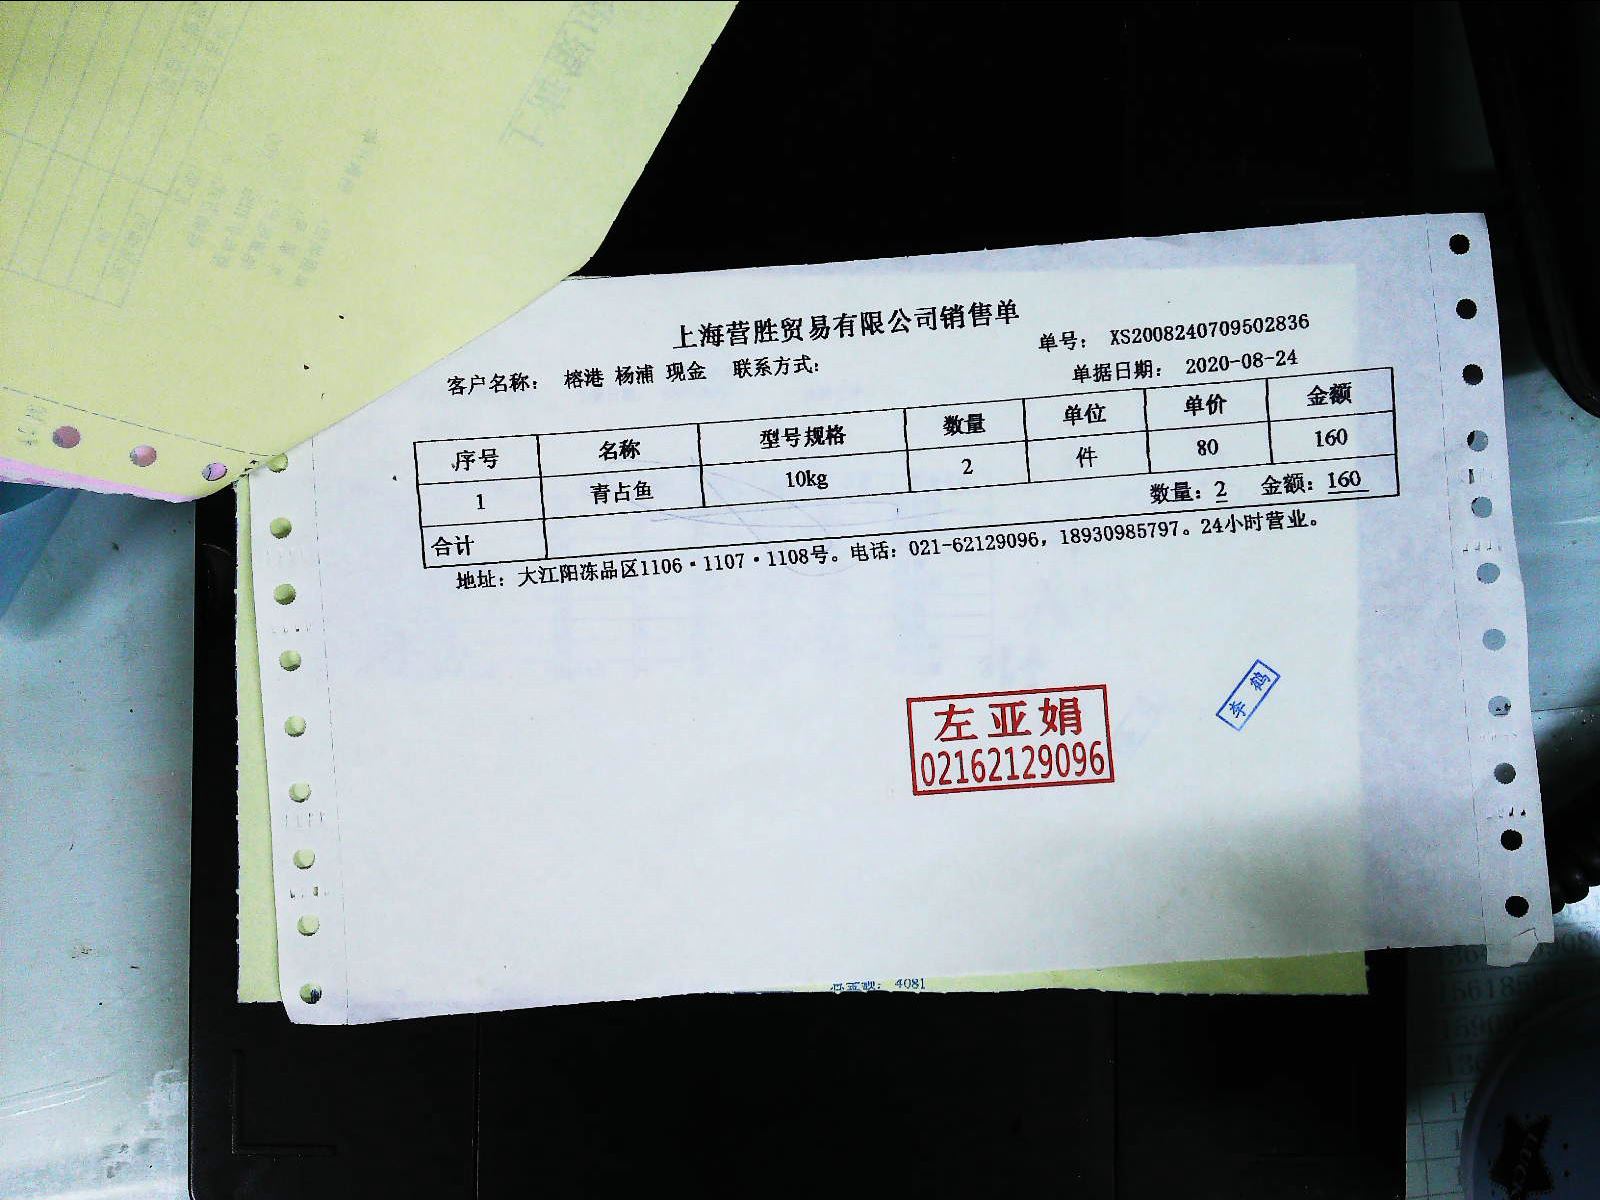 上海营胜贸易有限公司销售单
单号： XS2008240709502836
客户名称： 榕港 杨浦 现金 联系方式：
单据日期： 2020-08-24
序号 名称 型号规格 数量 单位 单价 金额
1 青占鱼 10kg 2 件 80 160
合计 数量：2 金额：160
地址：大江阳冻品区1106·1107·1108号。电话：021-62129096，18930985797。24小时营业。
李鹤
左亚娟
02162129096
4081